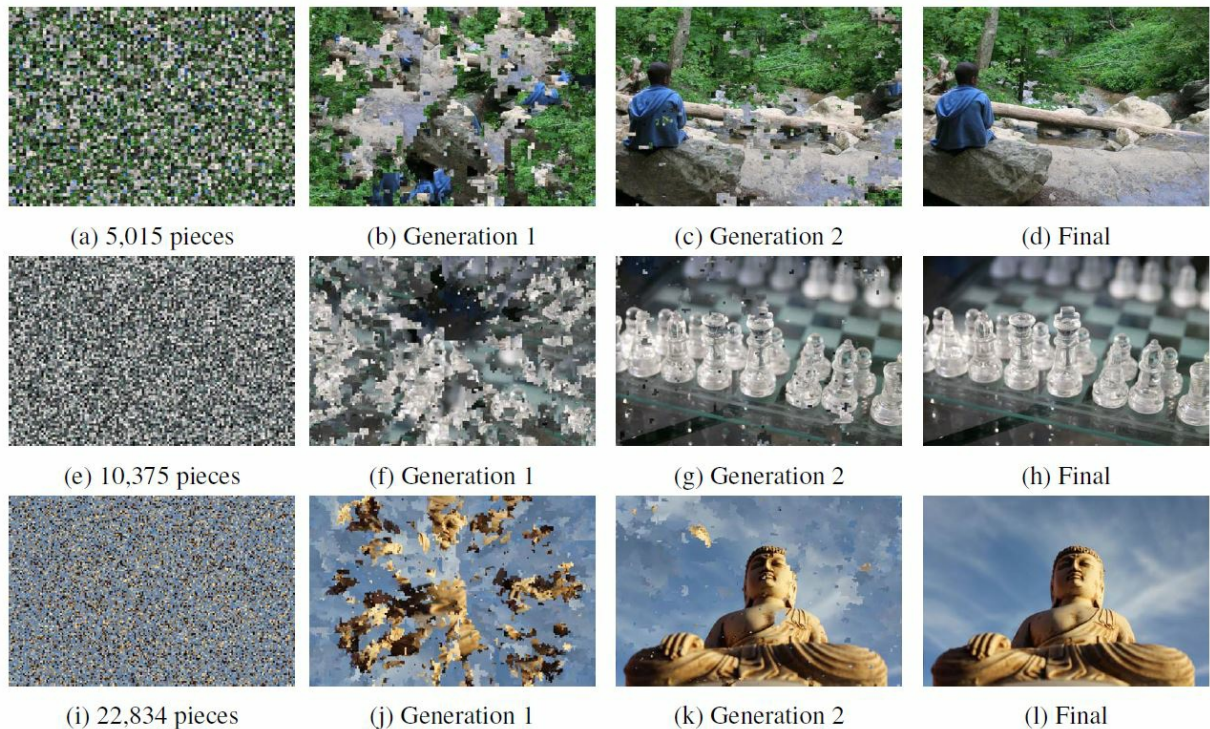 (a) 5,015 pieces
(b) Generation 1
(c) Generation 2
(d) Final
(e) 10,375 pieces
(f) Generation 1
(g) Generation 2
(h) Final
(i) 22,834 pieces
(j) Generation 1
(k) Generation 2
(l) Final